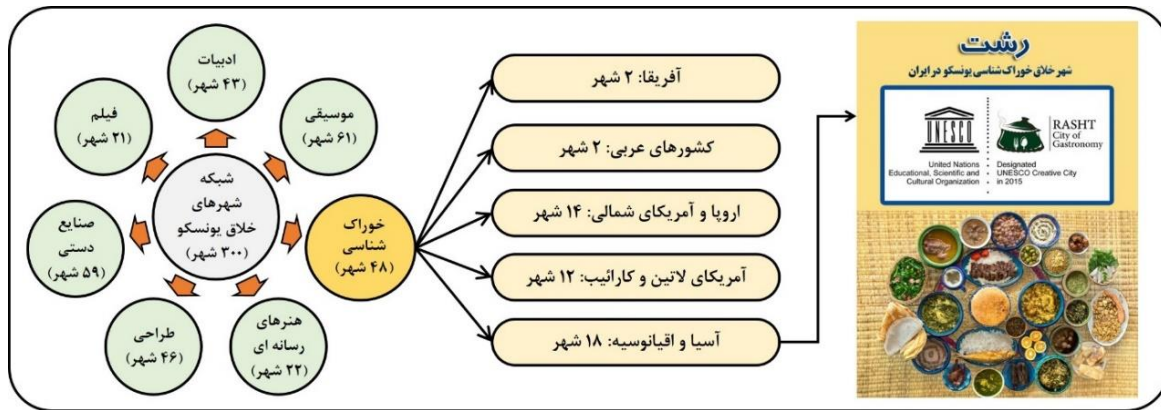 ادبیات
(۴۳ شهر)
موسیقی
(۶۱ شهر)
فیلم
(۲۱ شهر)
شبکه
شهرهای
خلاق یونسکو
(۳۰۰ شهر)
صنایع
دستی
(۵۹ شهر)
خوراک
شناسی
(۴۸ شهر)
طراحی
(۴۶ شهر)
هنرهای
رسانه ای
(۲۲ شهر)
آفریقا: ۲ شهر
کشورهای عربی: ۲ شهر
اروپا و آمریکای شمالی: ۱۴ شهر
آمریکای لاتین و کارائیب: ۱۲ شهر
آسیا و اقیانوسیه: ۱۸ شهر
رشت
شهر خلاق خوراک شناسی یونسکو در ایران
UNESCO
United Nations
Educational, Scientific and
Cultural Organization
RASHT
City of
Gastronomy
Designated
UNESCO Creative City
in 2015